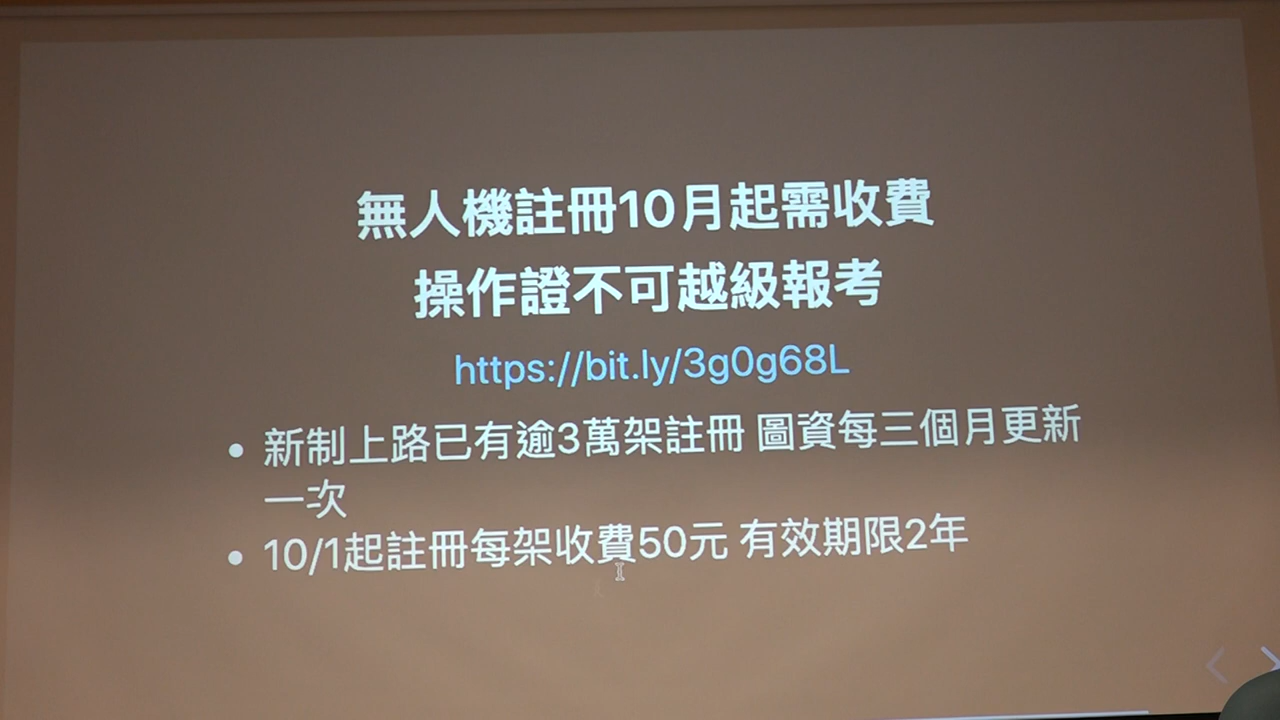 無人機註冊10月起需收費
操作證不可越級報考
https://bit.ly/3g0g68L
新制上路已有逾3萬架註冊 圖資每三個月更新
一次
10/1起註冊每架收費50元 有效期限2年